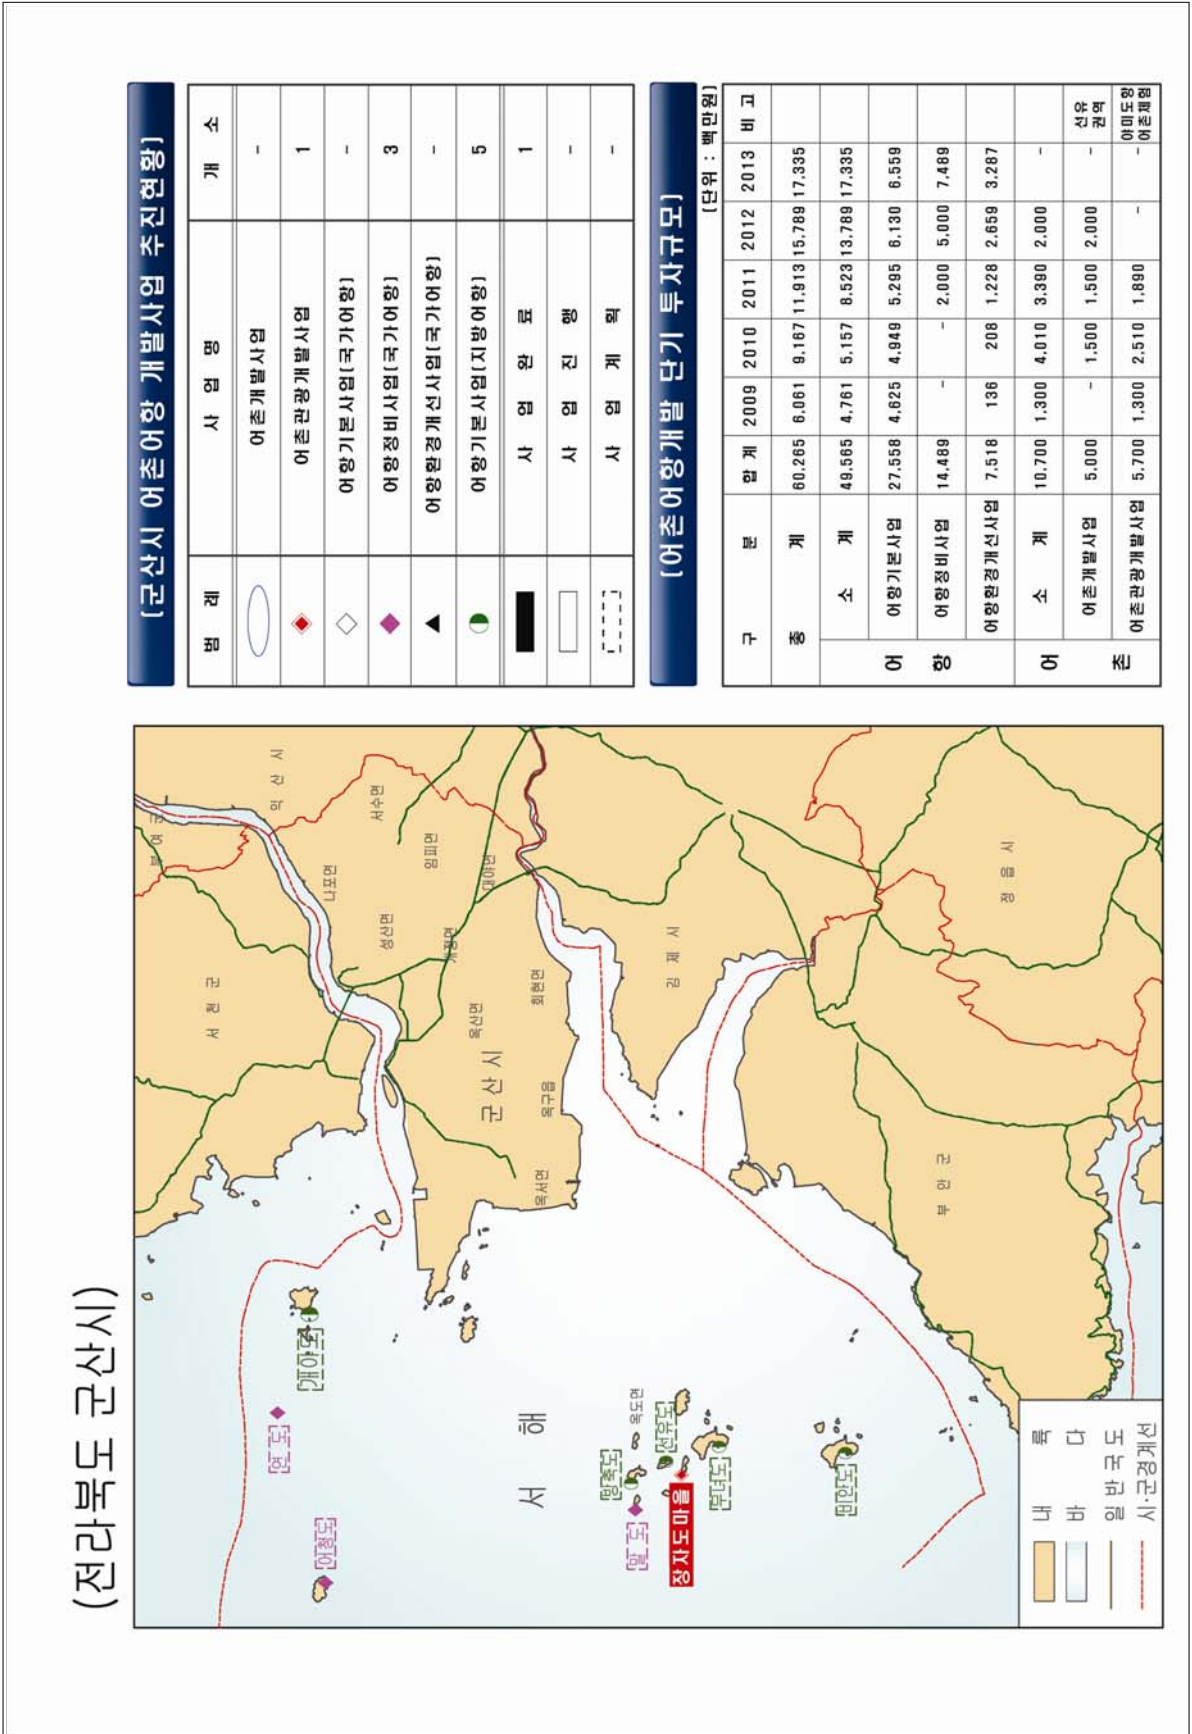 (전라북도 군산시)
부여군
익산시
서천군
서수면
나포면
임피면
성산면
대야면
개정면
옥산면
회현면
군산시
옥구읍
옥서면
김제시
정읍시
부안군
개야도
연 도
어청도
서 해
옥도면
방축도
선유도
말 도
장자도마을
무녀도
비안도
내 륙
바 다
일반국도
시·군경계선
(군산시 어촌어항 개발사업 추진현황)
범 례 사 업 명 개 소
어촌개발사업 -
어촌관광개발사업 1
어항기본사업(국가어항) -
어항정비사업(국가어항) 3
어항환경개선사업(국가어항) -
어항기본사업(지방어항) 5
사 업 완 료 1
사 업 진 행 -
사 업 계 획 -
(어촌어항개발 단기 투자규모)
(단위 : 백만원)
구 분 합 계 2009 2010 2011 2012 2013 비 고
총 계 60.265 6.061 9.167 11.913 15.789 17.335
어 항
소 계 49.565 4.761 5.157 8.523 13.789 17.335
어항기본사업 27.558 4.625 4.949 5.295 6.130 6.559
어항정비사업 14.489 - - 2.000 5.000 7.489
어항환경개선사업 7.518 136 208 1.228 2.659 3.287
어 촌
소 계 10.700 1.300 4.010 3.390 2.000 -
어촌개발사업 5.000 - 1.500 1.500 2.000 - 선유 권역
어촌관광개발사업 5.700 1.300 2.510 1.890 - - 야미도항 어촌체험